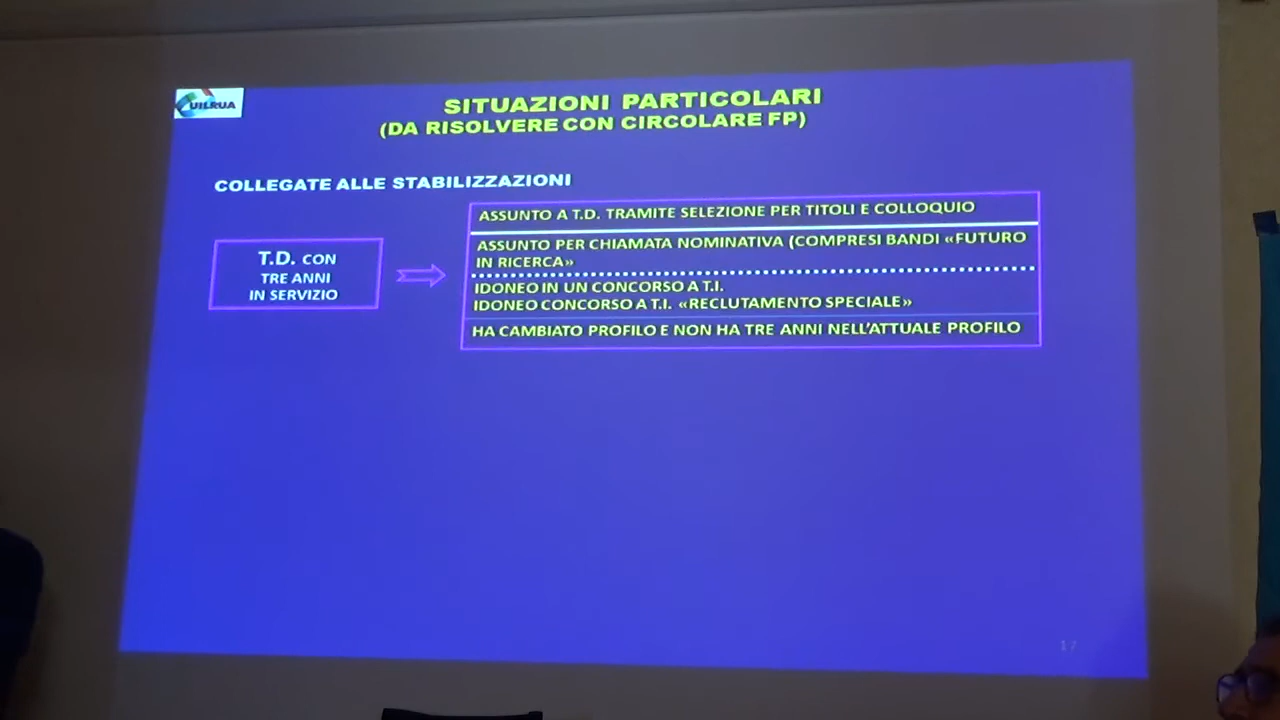 UILRUA
SITUAZIONI PARTICOLARI
(DA RISOLVERE CON CIRCOLARE FP)
COLLEGATE ALLE STABILIZZAZIONI
T.D. CON
TRE ANNI
IN SERVIZIO
ASSUNTO A T.D. TRAMITE SELEZIONE PER TITOLI E COLLOQUIO
ASSUNTO PER CHIAMATA NOMINATIVA (COMPRESI BANDI «FUTURO
IN RICERCA»
IDONEO IN UN CONCORSO A T.I.
IDONEO CONCORSO A T.I. «RECLUTAMENTO SPECIALE»
HA CAMBIATO PROFILO E NON HA TRE ANNI NELL'ATTUALE PROFILO
17